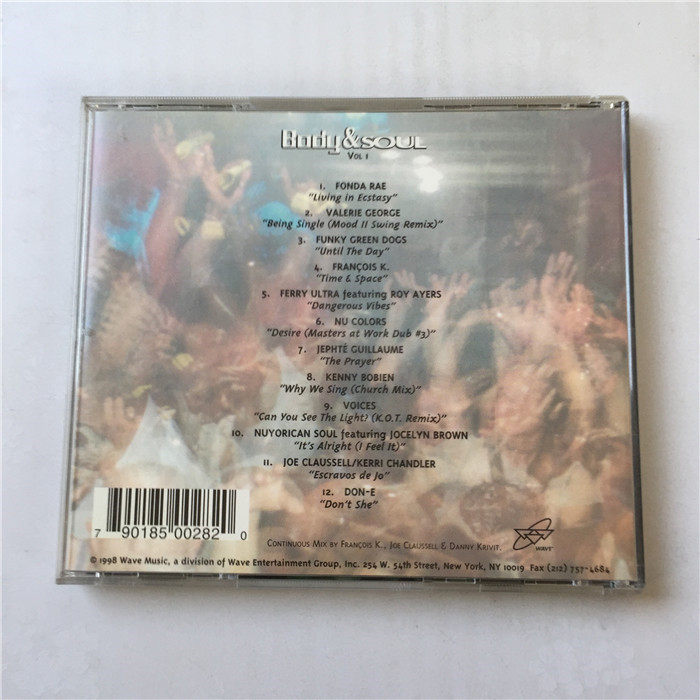 Body & SOUL
VOL 1
1. FONDA RAE
"Living in Ecstasy"
2. VALERIE GEORGE
"Being Single (Mood II Swing Remix)"
3. FUNKY GREEN DOGS
"Until The Day"
4. FRANÇOIS K.
"Time & Space"
5. FERRY ULTRA featuring ROY AYERS
"Dangerous Vibes"
6. NU COLORS
"Desire (Masters at Work Dub #3)"
7. JEPHTÉ GUILLAUME
"The Prayer"
8. KENNY BOBIEN
"Why We Sing (Church Mix)"
9. VOICES
"Can You See The Light? (K.O.T. Remix)"
10. NUYORICAN SOUL featuring JOCELYN BROWN
"It's Alright (I Feel It)"
11. JOE CLAUSSELL/KERRI CHANDLER
"Escravos de Jo"
12. DON-E
"Don't She"
7 90185 00282 0
WAVE
CONTINUOUS MIX BY FRANÇOIS K., JOE CLAUSSELL & DANNY KRIVIT.
© 1998 Wave Music, a division of Wave Entertainment Group, Inc. 254 W. 54th Street, New York, NY 10019 Fax (212) 757-4684